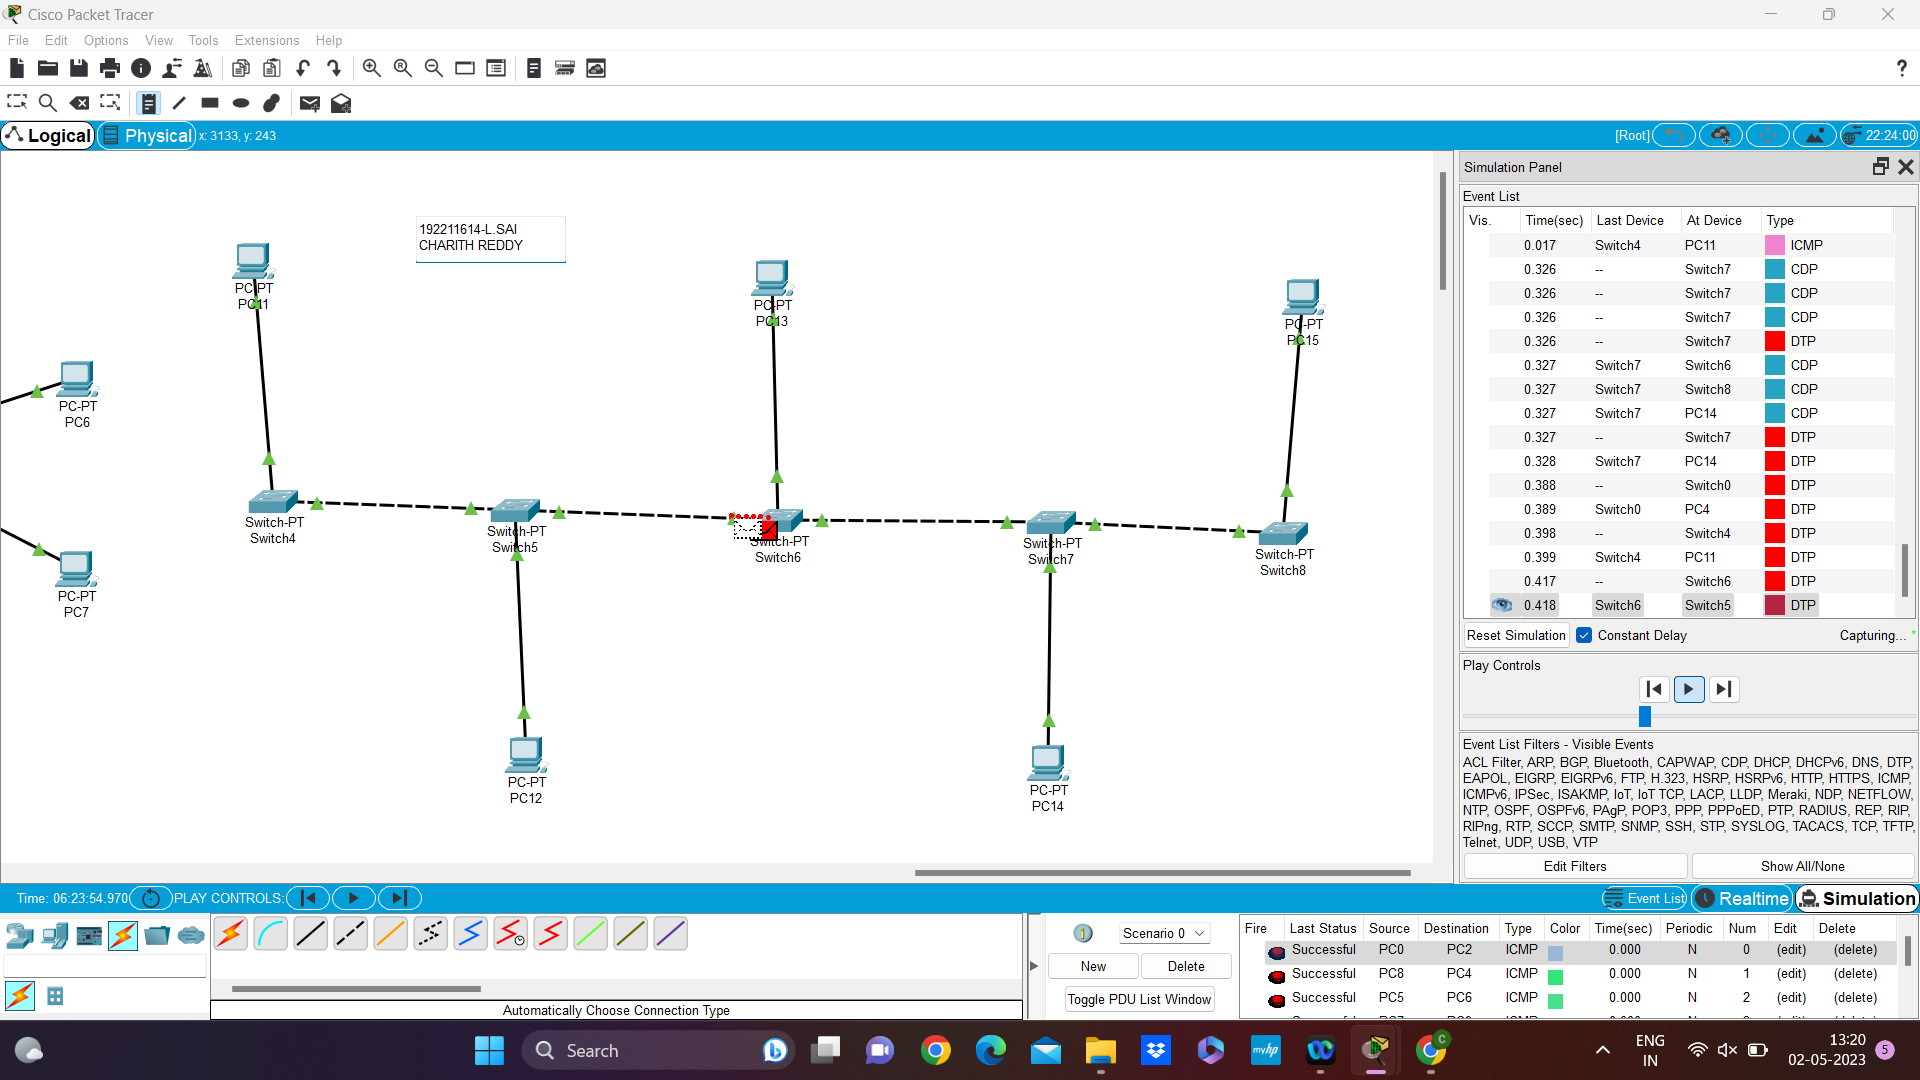 Cisco Packet Tracer
File Edit Options View Tools Extensions Help
?
Logical Physical x: 3133, y: 243 [Root] 22:24:00
192211614-L.SAI
CHARITH REDDY
PC-PT
PC11
PC-PT
PC13
PC-PT
PC15
PC-PT
PC6
Switch-PT
Switch4
Switch-PT
Switch5
Switch-PT
Switch6
Switch-PT
Switch7
Switch-PT
Switch8
PC-PT
PC7
PC-PT
PC12
PC-PT
PC14
Simulation Panel
Event List
Vis. Time(sec) Last Device At Device Type
0.017 Switch4 PC11 ICMP
0.326 -- Switch7 CDP
0.326 -- Switch7 CDP
0.326 -- Switch7 CDP
0.326 -- Switch7 DTP
0.327 Switch7 Switch6 CDP
0.327 Switch7 Switch8 CDP
0.327 Switch7 PC14 CDP
0.327 -- Switch7 DTP
0.328 Switch7 PC14 DTP
0.388 -- Switch0 DTP
0.389 Switch0 PC4 DTP
0.398 -- Switch4 DTP
0.399 Switch4 PC11 DTP
0.417 -- Switch6 DTP
0.418 Switch6 Switch5 DTP
Reset Simulation Constant Delay Capturing... *
Play Controls
Event List Filters - Visible Events
ACL Filter, ARP, BGP, Bluetooth, CAPWAP, CDP, DHCP, DHCPv6, DNS, DTP,
EAPOL, EIGRP, EIGRPv6, FTP, H.323, HSRP, HSRPv6, HTTP, HTTPS, ICMP,
ICMPv6, IPSec, ISAKMP, IoT, IoT TCP, LACP, LLDP, Meraki, NDP, NETFLOW,
NTP, OSPF, OSPFv6, PAgP, POP3, PPP, PPPoED, PTP, RADIUS, REP, RIP,
RIPng, RTP, SCCP, SMTP, SNMP, SSH, STP, SYSLOG, TACACS, TCP, TFTP,
Telnet, UDP, USB, VTP
Edit Filters Show All/None
Time: 06:23:54.970 PLAY CONTROLS: Event List Realtime Simulation
Automatically Choose Connection Type
Scenario 0
New Delete
Toggle PDU List Window
Fire Last Status Source Destination Type Color Time(sec) Periodic Num Edit Delete
Successful PC0 PC2 ICMP 0.000 N 0 (edit) (delete)
Successful PC8 PC4 ICMP 0.000 N 1 (edit) (delete)
Successful PC5 PC6 ICMP 0.000 N 2 (edit) (delete)
Search
myhp
C
ENG
IN
13:20
02-05-2023
5